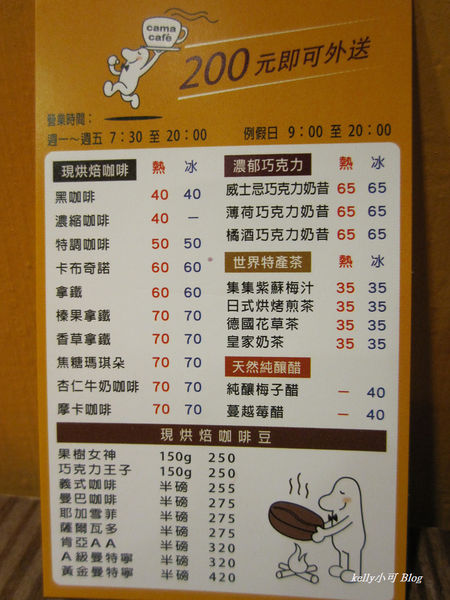 cama
café
200元即可外送
營業時間：
週一～週五 7:30 至 20:00 例假日 9:00 至 20:00
現烘焙咖啡 熱 冰
黑咖啡 40 40
濃縮咖啡 40 —
特調咖啡 50 50
卡布奇諾 60 60
拿鐵 60 60
榛果拿鐵 70 70
香草拿鐵 70 70
焦糖瑪琪朵 70 70
杏仁牛奶咖啡 70 70
摩卡咖啡 70 70
濃郁巧克力 熱 冰
威士忌巧克力奶昔 65 65
薄荷巧克力奶昔 65 65
橘酒巧克力奶昔 65 65
世界特產茶 熱 冰
集集紫蘇梅汁 35 35
日式烘烤煎茶 35 35
德國花草茶 35 35
皇家奶茶 35 35
天然純釀醋
純釀梅子醋 — 40
蔓越莓醋 — 40
現烘焙咖啡豆
果樹女神 150g 250
巧克力王子 150g 250
義式咖啡 半磅 255
曼巴咖啡 半磅 275
耶加雪菲 半磅 275
薩爾瓦多 半磅 275
肯亞AA 半磅 320
A級曼特寧 半磅 320
黃金曼特寧 半磅 420
kelly小可 Blog